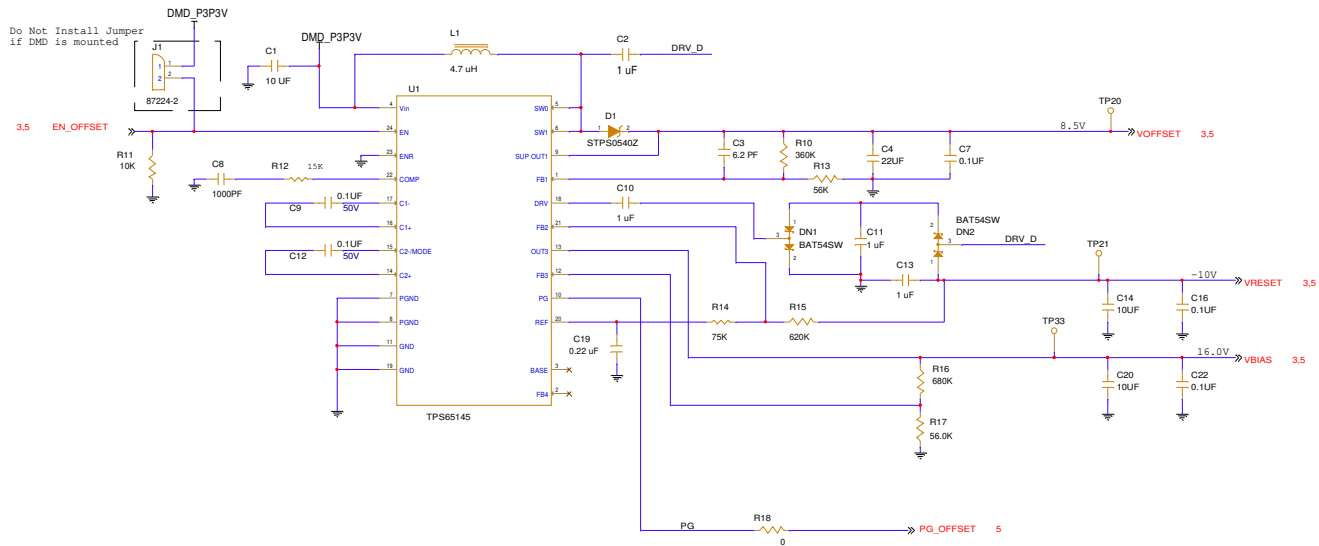 DMD_P3P3V
Do Not Install Jumper
if DMD is mounted
J1
1
1
2
2
87224-2
DMD_P3P3V
C1
10 UF
L1
4.7 uH
C2
1 uF
DRV_D
U1
4
Vin
24
EN
23
ENR
22
COMP
17
C1-
16
C1+
15
C2-/MODE
14
C2+
7
PGND
8
PGND
11
GND
19
GND
SW0
5
SW1
6
SUP OUT1
9
FB1
1
DRV
18
FB2
21
OUT3
13
FB3
12
PG
10
REF
20
BASE
3
FB4
2
TPS65145
3,5
EN_OFFSET
R11
10K
C8
1000PF
R12
15K
0.1UF
C9
50V
0.1UF
C12
50V
D1
1
2
STPS0540Z
C3
6.2 PF
R10
360K
R13
56K
C4
22UF
C7
0.1UF
8.5V
TP20
VOFFSET
3,5
C10
1 uF
1
3
2
DN1
BAT54SW
C11
1 uF
C13
1 uF
BAT54SW
DN2
2
3
1
DRV_D
TP21
-10V
VRESET
3,5
C14
10UF
C16
0.1UF
R14
75K
R15
620K
C19
0.22 uF
TP33
16.0V
VBIAS
3,5
R16
680K
R17
56.0K
C20
10UF
C22
0.1UF
PG
R18
0
PG_OFFSET
5